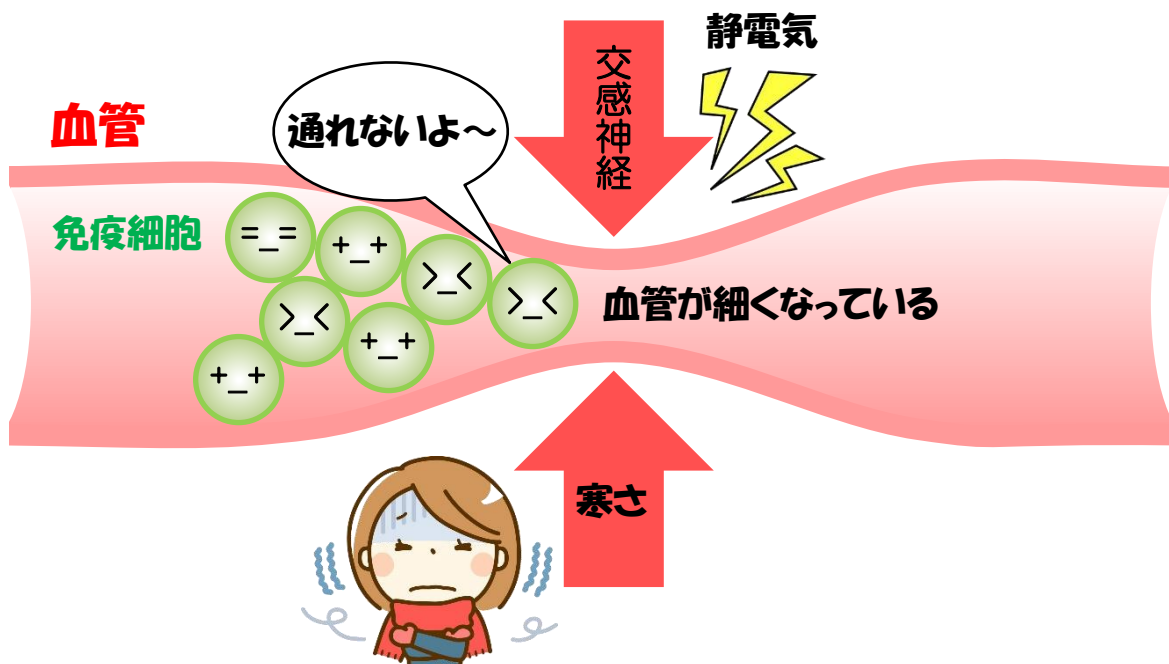 静電気
交感神経
血管
通れないよ～
免疫細胞
=_=
+_+
>_<
>_<
>_<
+_+
+_+
血管が細くなっている
寒さ